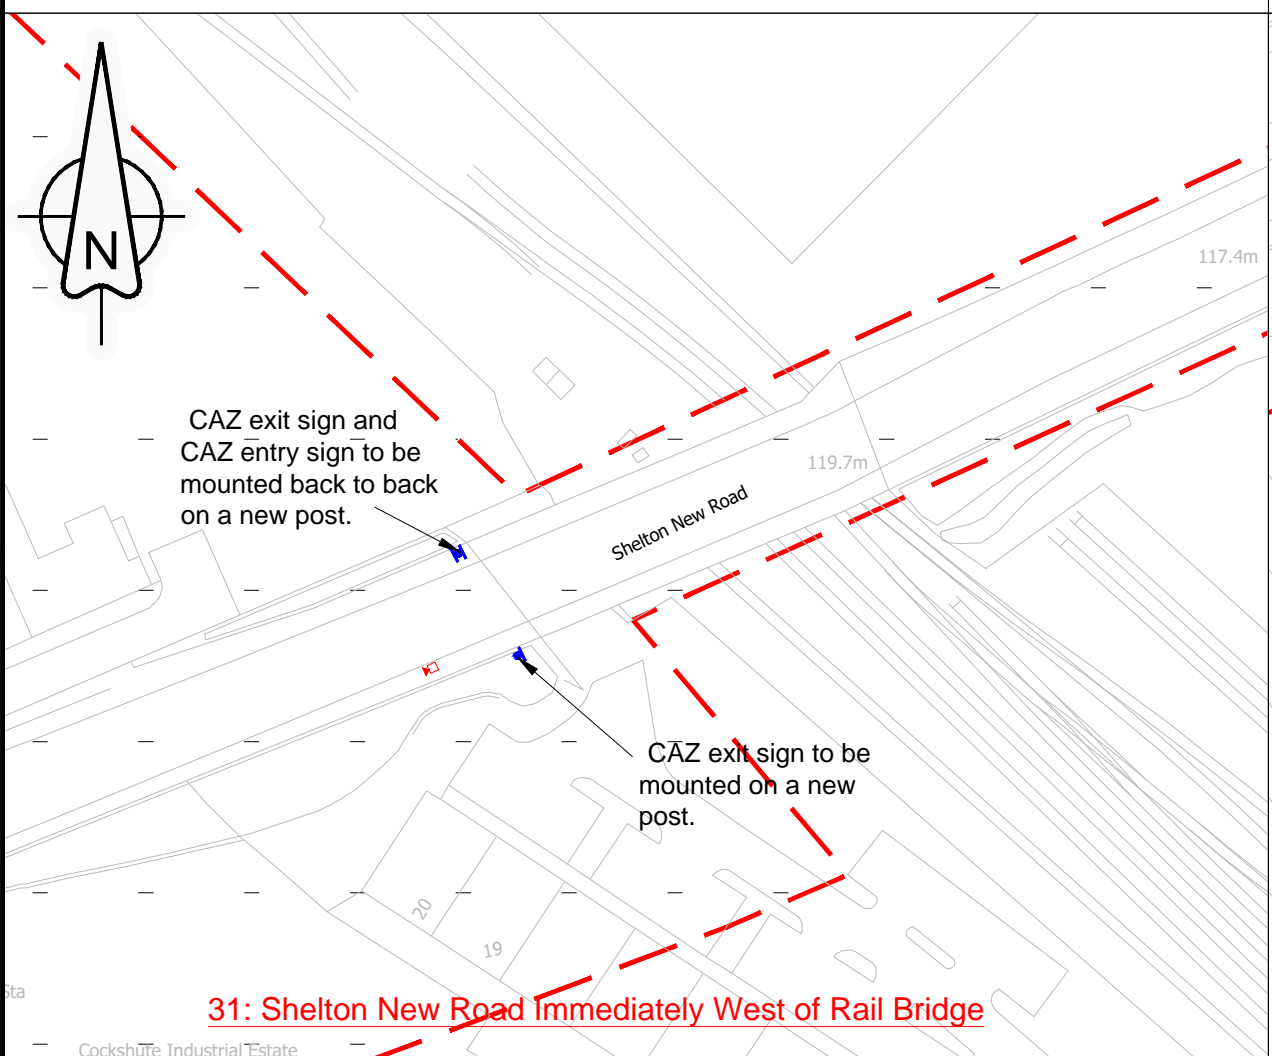 N
117.4m
CAZ exit sign and
CAZ entry sign to be
mounted back to back
on a new post.
119.7m
Shelton New Road
CAZ exit sign to be
mounted on a new
post.
20
19
Sta
31: Shelton New Road Immediately West of Rail Bridge
Cockshute Industrial Estate